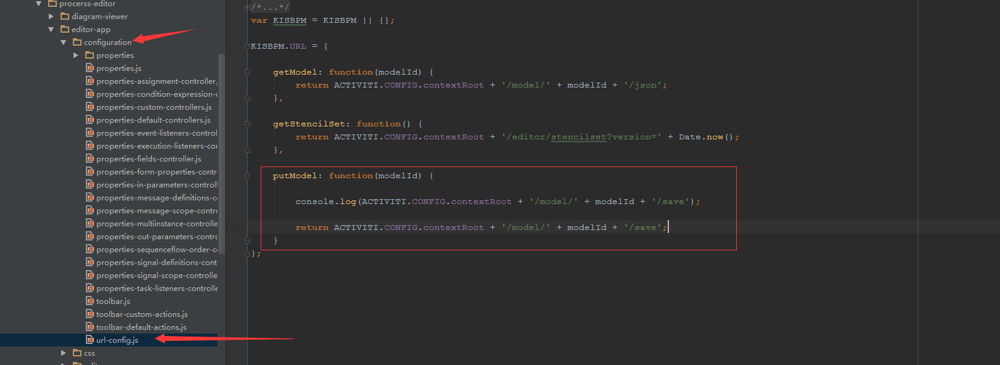 procerss-editor
diagram-viewer
editor-app
configuration
properties
properties.js
properties-assignment-controller.
properties-condition-expression-c
properties-custom-controllers.js
properties-default-controllers.js
properties-event-listeners-control
properties-execution-listeners-cor
properties-fields-controller.js
properties-form-properties-contr
properties-in-parameters-controll
properties-message-definitions-cc
properties-message-scope-contro
properties-multiinstance-controlle
properties-out-parameters-contro
properties-sequenceflow-order-cc
properties-signal-definitions-cont
properties-signal-scope-controlle
properties-task-listeners-controlle
toolbar.js
toolbar-custom-actions.js
toolbar-default-actions.js
url-config.js
css
/*...*/
var KISBPM = KISBPM || {};
KISBPM.URL = {
getModel: function(modelId) {
return ACTIVITI.CONFIG.contextRoot + '/model/' + modelId + '/json';
},
getStencilSet: function() {
return ACTIVITI.CONFIG.contextRoot + '/editor/stencilset?version=' + Date.now();
},
putModel: function(modelId) {
console.log(ACTIVITI.CONFIG.contextRoot + '/model/' + modelId + '/save');
return ACTIVITI.CONFIG.contextRoot + '/model/' + modelId + '/save';
}
};